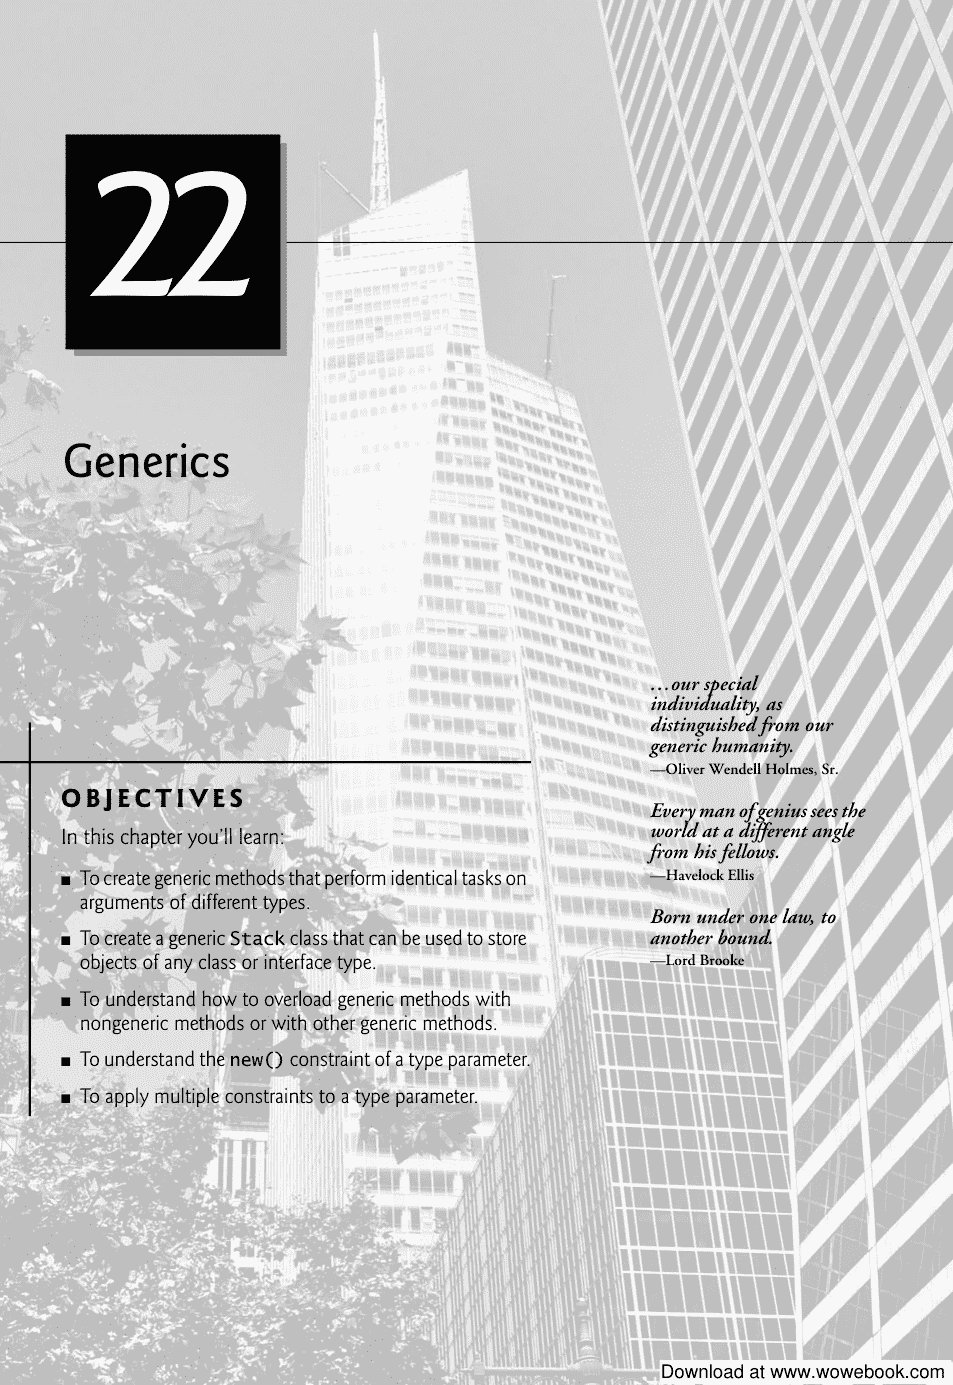 22
Generics
OBJECTIVES
In this chapter you'll learn:
■ To create generic methods that perform identical tasks on
arguments of different types.
■ To create a generic Stack class that can be used to store
objects of any class or interface type.
■ To understand how to overload generic methods with
nongeneric methods or with other generic methods.
■ To understand the new() constraint of a type parameter.
■ To apply multiple constraints to a type parameter.
…our special
individuality, as
distinguished from our
generic humanity.
—Oliver Wendell Holmes, Sr.
Every man of genius sees the
world at a different angle
from his fellows.
—Havelock Ellis
Born under one law, to
another bound.
—Lord Brooke
Download at www.wowebook.com